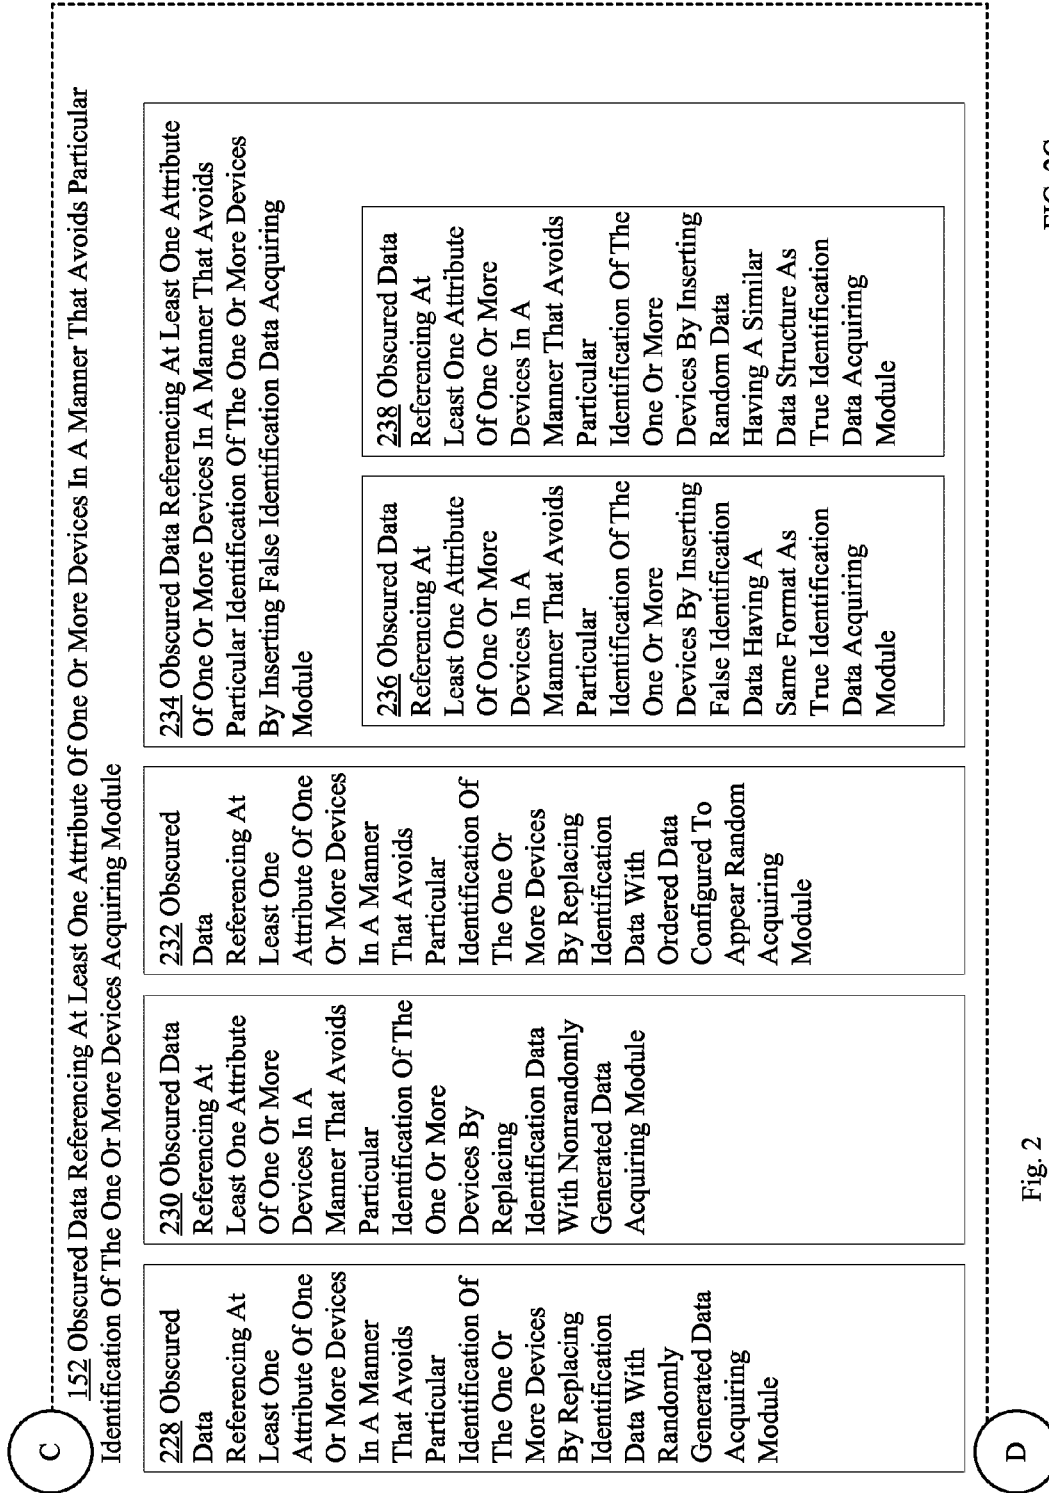 C
152 Obscured Data Referencing At Least One Attribute Of One Or More Devices In A Manner That Avoids Particular
Identification Of The One Or More Devices Acquiring Module
228 Obscured
Data
Referencing At
Least One
Attribute Of One
Or More Devices
In A Manner
That Avoids
Particular
Identification Of
The One Or
More Devices
By Replacing
Identification
Data With
Randomly
Generated Data
Acquiring
Module
230 Obscured Data
Referencing At
Least One Attribute
Of One Or More
Devices In A
Manner That Avoids
Particular
Identification Of The
One Or More
Devices By
Replacing
Identification Data
With Nonrandomly
Generated Data
Acquiring Module
232 Obscured
Data
Referencing At
Least One
Attribute Of One
Or More Devices
In A Manner
That Avoids
Particular
Identification Of
The One Or
More Devices
By Replacing
Identification
Data With
Ordered Data
Configured To
Appear Random
Acquiring
Module
234 Obscured Data Referencing At Least One Attribute
Of One Or More Devices In A Manner That Avoids
Particular Identification Of The One Or More Devices
By Inserting False Identification Data Acquiring
Module
236 Obscured Data
Referencing At
Least One Attribute
Of One Or More
Devices In A
Manner That Avoids
Particular
Identification Of The
One Or More
Devices By Inserting
False Identification
Data Having A
Same Format As
True Identification
Data Acquiring
Module
238 Obscured Data
Referencing At
Least One Attribute
Of One Or More
Devices In A
Manner That Avoids
Particular
Identification Of The
One Or More
Devices By Inserting
Random Data
Having A Similar
Data Structure As
True Identification
Data Acquiring
Module
D
Fig. 2